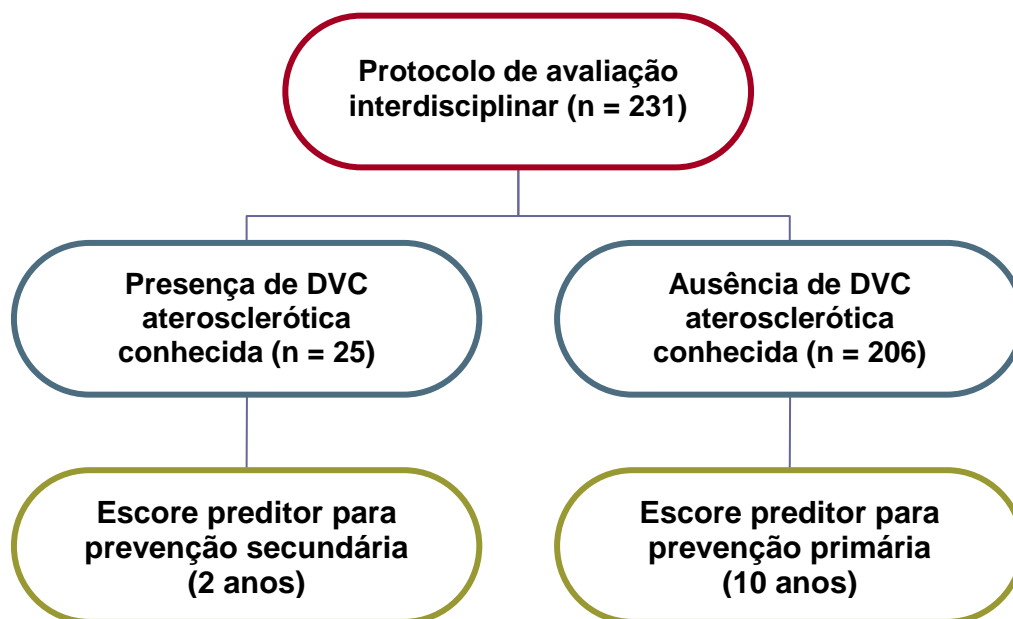 Protocolo de avaliação
interdisciplinar (n = 231)
Presença de DVC
aterosclerótica
conhecida (n = 25)
Ausência de DVC
aterosclerótica
conhecida (n = 206)
Escore preditor para
prevenção secundária
(2 anos)
Escore preditor para
prevenção primária
(10 anos)